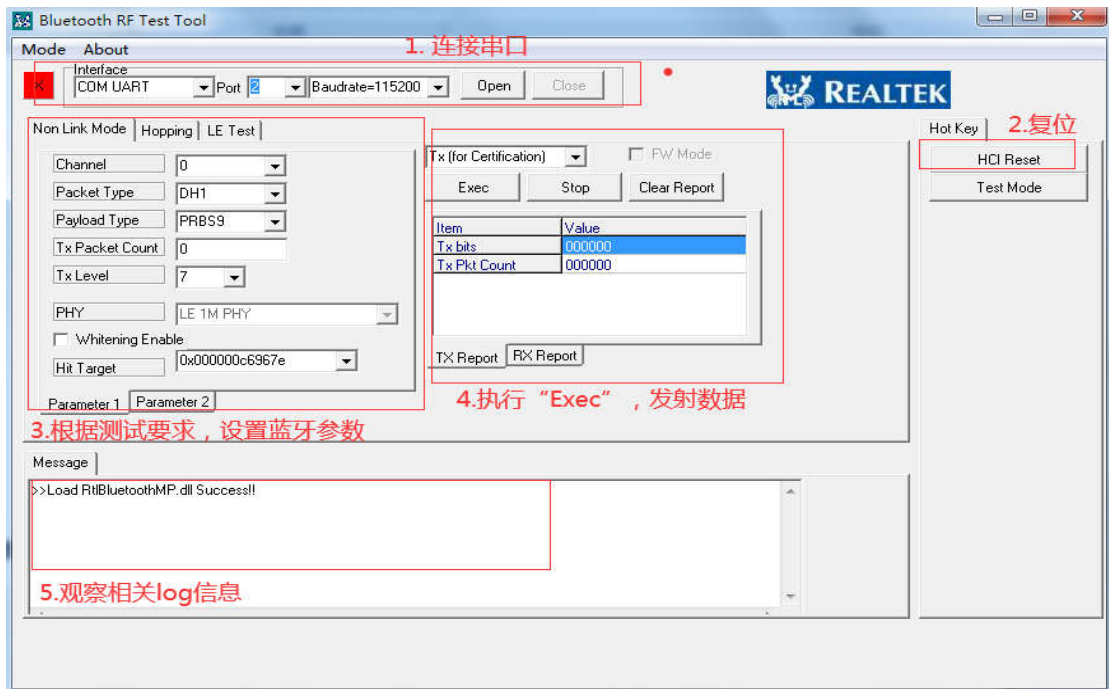 Bluetooth RF Test Tool
Mode About
1. 连接串口
Interface
COM UART Port 2 Baudrate=115200 Open Close
REALTEK
Non Link Mode Hopping LE Test
Hot Key
2.复位
HCI Reset
Test Mode
Channel 0
Packet Type DH1
Payload Type PRBS9
Tx Packet Count 0
Tx Level 7
PHY LE 1M PHY
Whitening Enable
Hit Target 0x000000c6967e
Parameter 1 Parameter 2
3.根据测试要求，设置蓝牙参数
Tx (for Certification) FW Mode
Exec Stop Clear Report
Item Value
Tx bits 000000
Tx Pkt Count 000000
TX Report RX Report
4.执行“Exec”，发射数据
Message
>>Load RtlBluetoothMP.dll Success!!
5.观察相关log信息